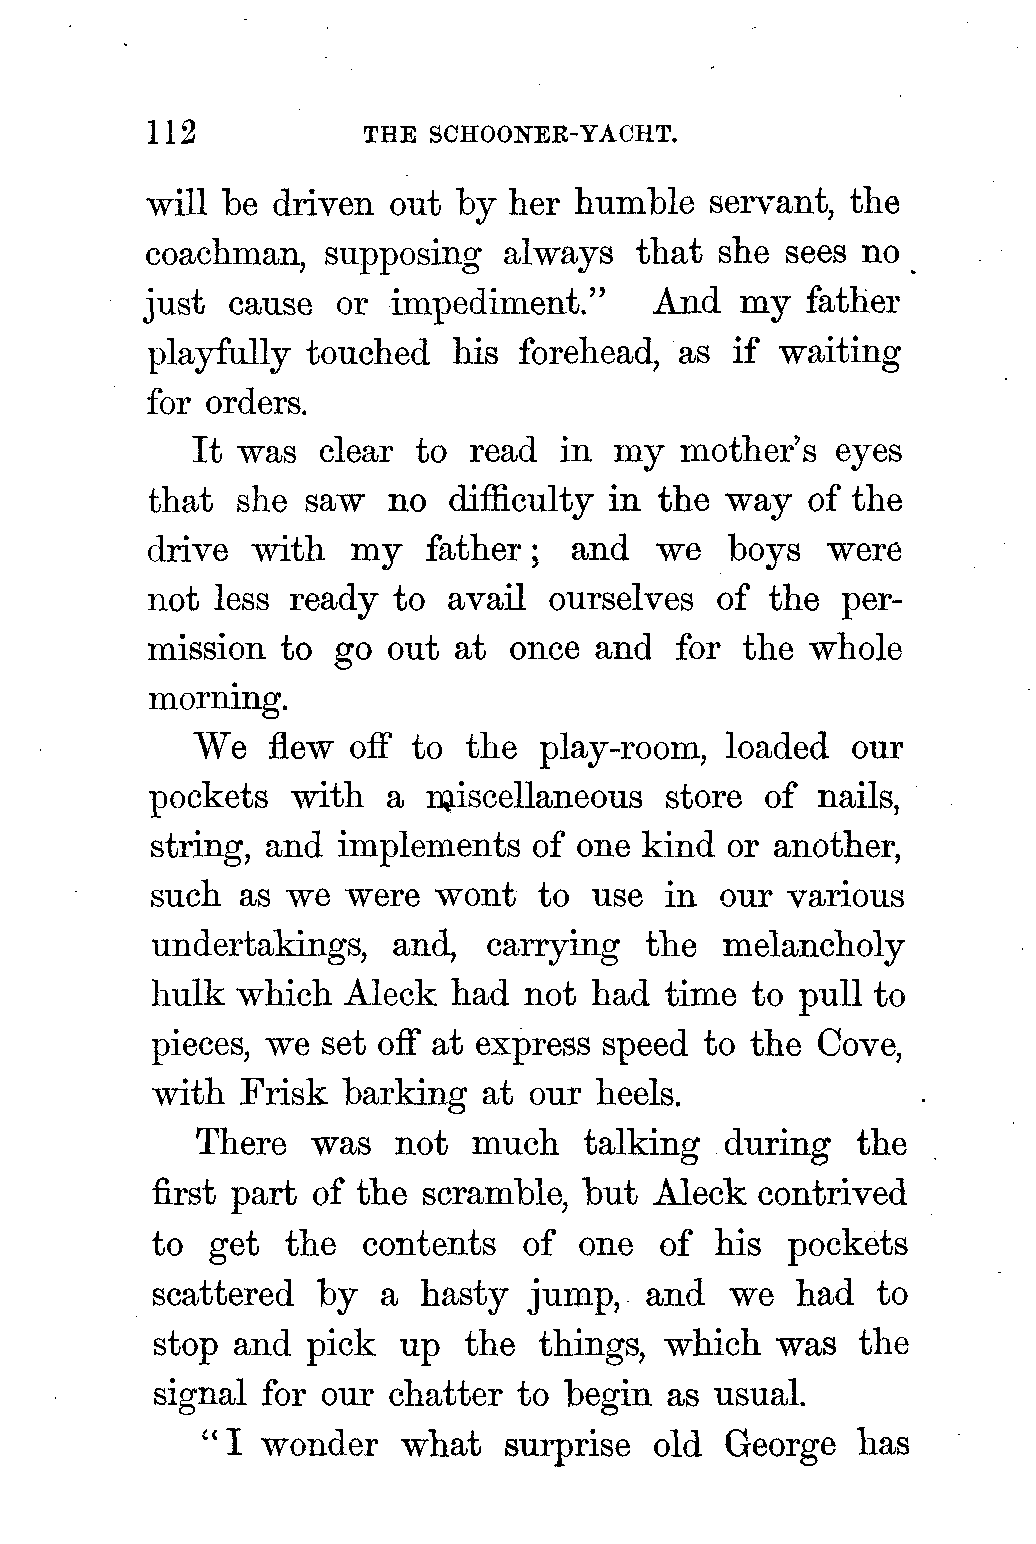 112 THE SCHOONER-YACHT.
will be driven out by her humble servant, the
coachman, supposing always that she sees no
just cause or impediment.” And my father
playfully touched his forehead, as if waiting
for orders.
It was clear to read in my mother’s eyes
that she saw no difficulty in the way of the
drive with my father ; and we boys were
not less ready to avail ourselves of the per-
mission to go out at once and for the whole
morning.
We flew off to the play-room, loaded our
pockets with a miscellaneous store of nails,
string, and implements of one kind or another,
such as we were wont to use in our various
undertakings, and, carrying the melancholy
hulk which Aleck had not had time to pull to
pieces, we set off at express speed to the Cove,
with Frisk barking at our heels.
There was not much talking during the
first part of the scramble, but Aleck contrived
to get the contents of one of his pockets
scattered by a hasty jump, and we had to
stop and pick up the things, which was the
signal for our chatter to begin as usual.
“I wonder what surprise old George has